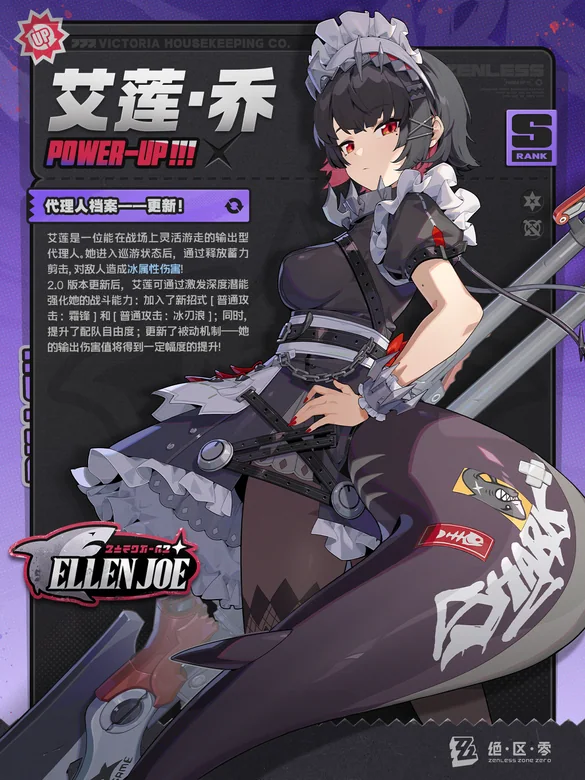 UP
VICTORIA HOUSEKEEPING CO.
ZENLESS
艾莲·乔
POWER-UP!!!
S
RANK
代理人档案——更新!
艾莲是一位能在战场上灵活游走的输出型
代理人。她进入巡游状态后，通过释放蓄力
剪击，对敌人造成冰属性伤害!
2.0 版本更新后，艾莲可通过激发深度潜能
强化她的战斗能力：加入了新招式 [ 普通攻
击：霜锋 ] 和 [ 普通攻击：冰刃浪 ]；同时，
提升了配队自由度；更新了被动机制——她
的输出伤害值将得到一定幅度的提升!
SHARK
ELLEN JOE
GAME
绝·区·零
ZENLESS ZONE ZERO